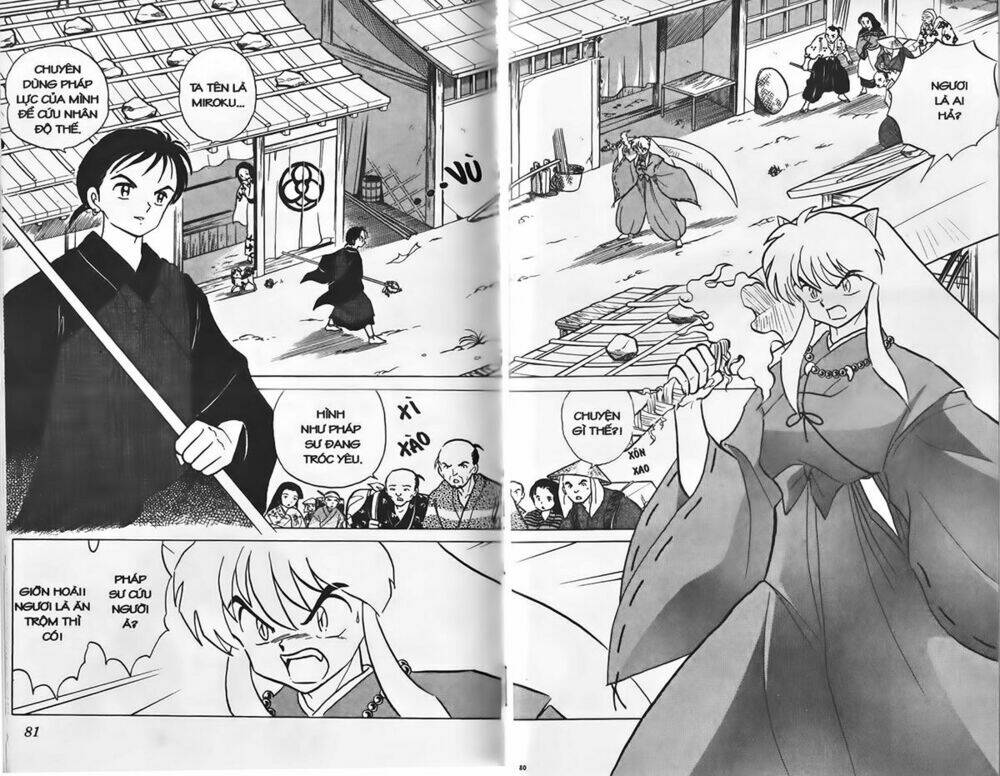 NGƯƠI
LÀ AI
HẢ?
CHUYỆN
GÌ THẾ?!
XÔN
XAO
80
VÙ
TA TÊN LÀ
MIROKU...
CHUYÊN
DÙNG PHÁP
LỰC CỦA MÌNH
ĐỂ CỨU NHÂN
ĐỘ THẾ.
XÌ
XÀO
HÌNH
NHƯ PHÁP
SƯ ĐANG
TRÓC YÊU.
PHÁP
SƯ CỨU
NGƯỜI
À?
GIỠN HOÀI!
NGƯƠI LÀ ĂN
TRỘM THÌ
CÓ!
81